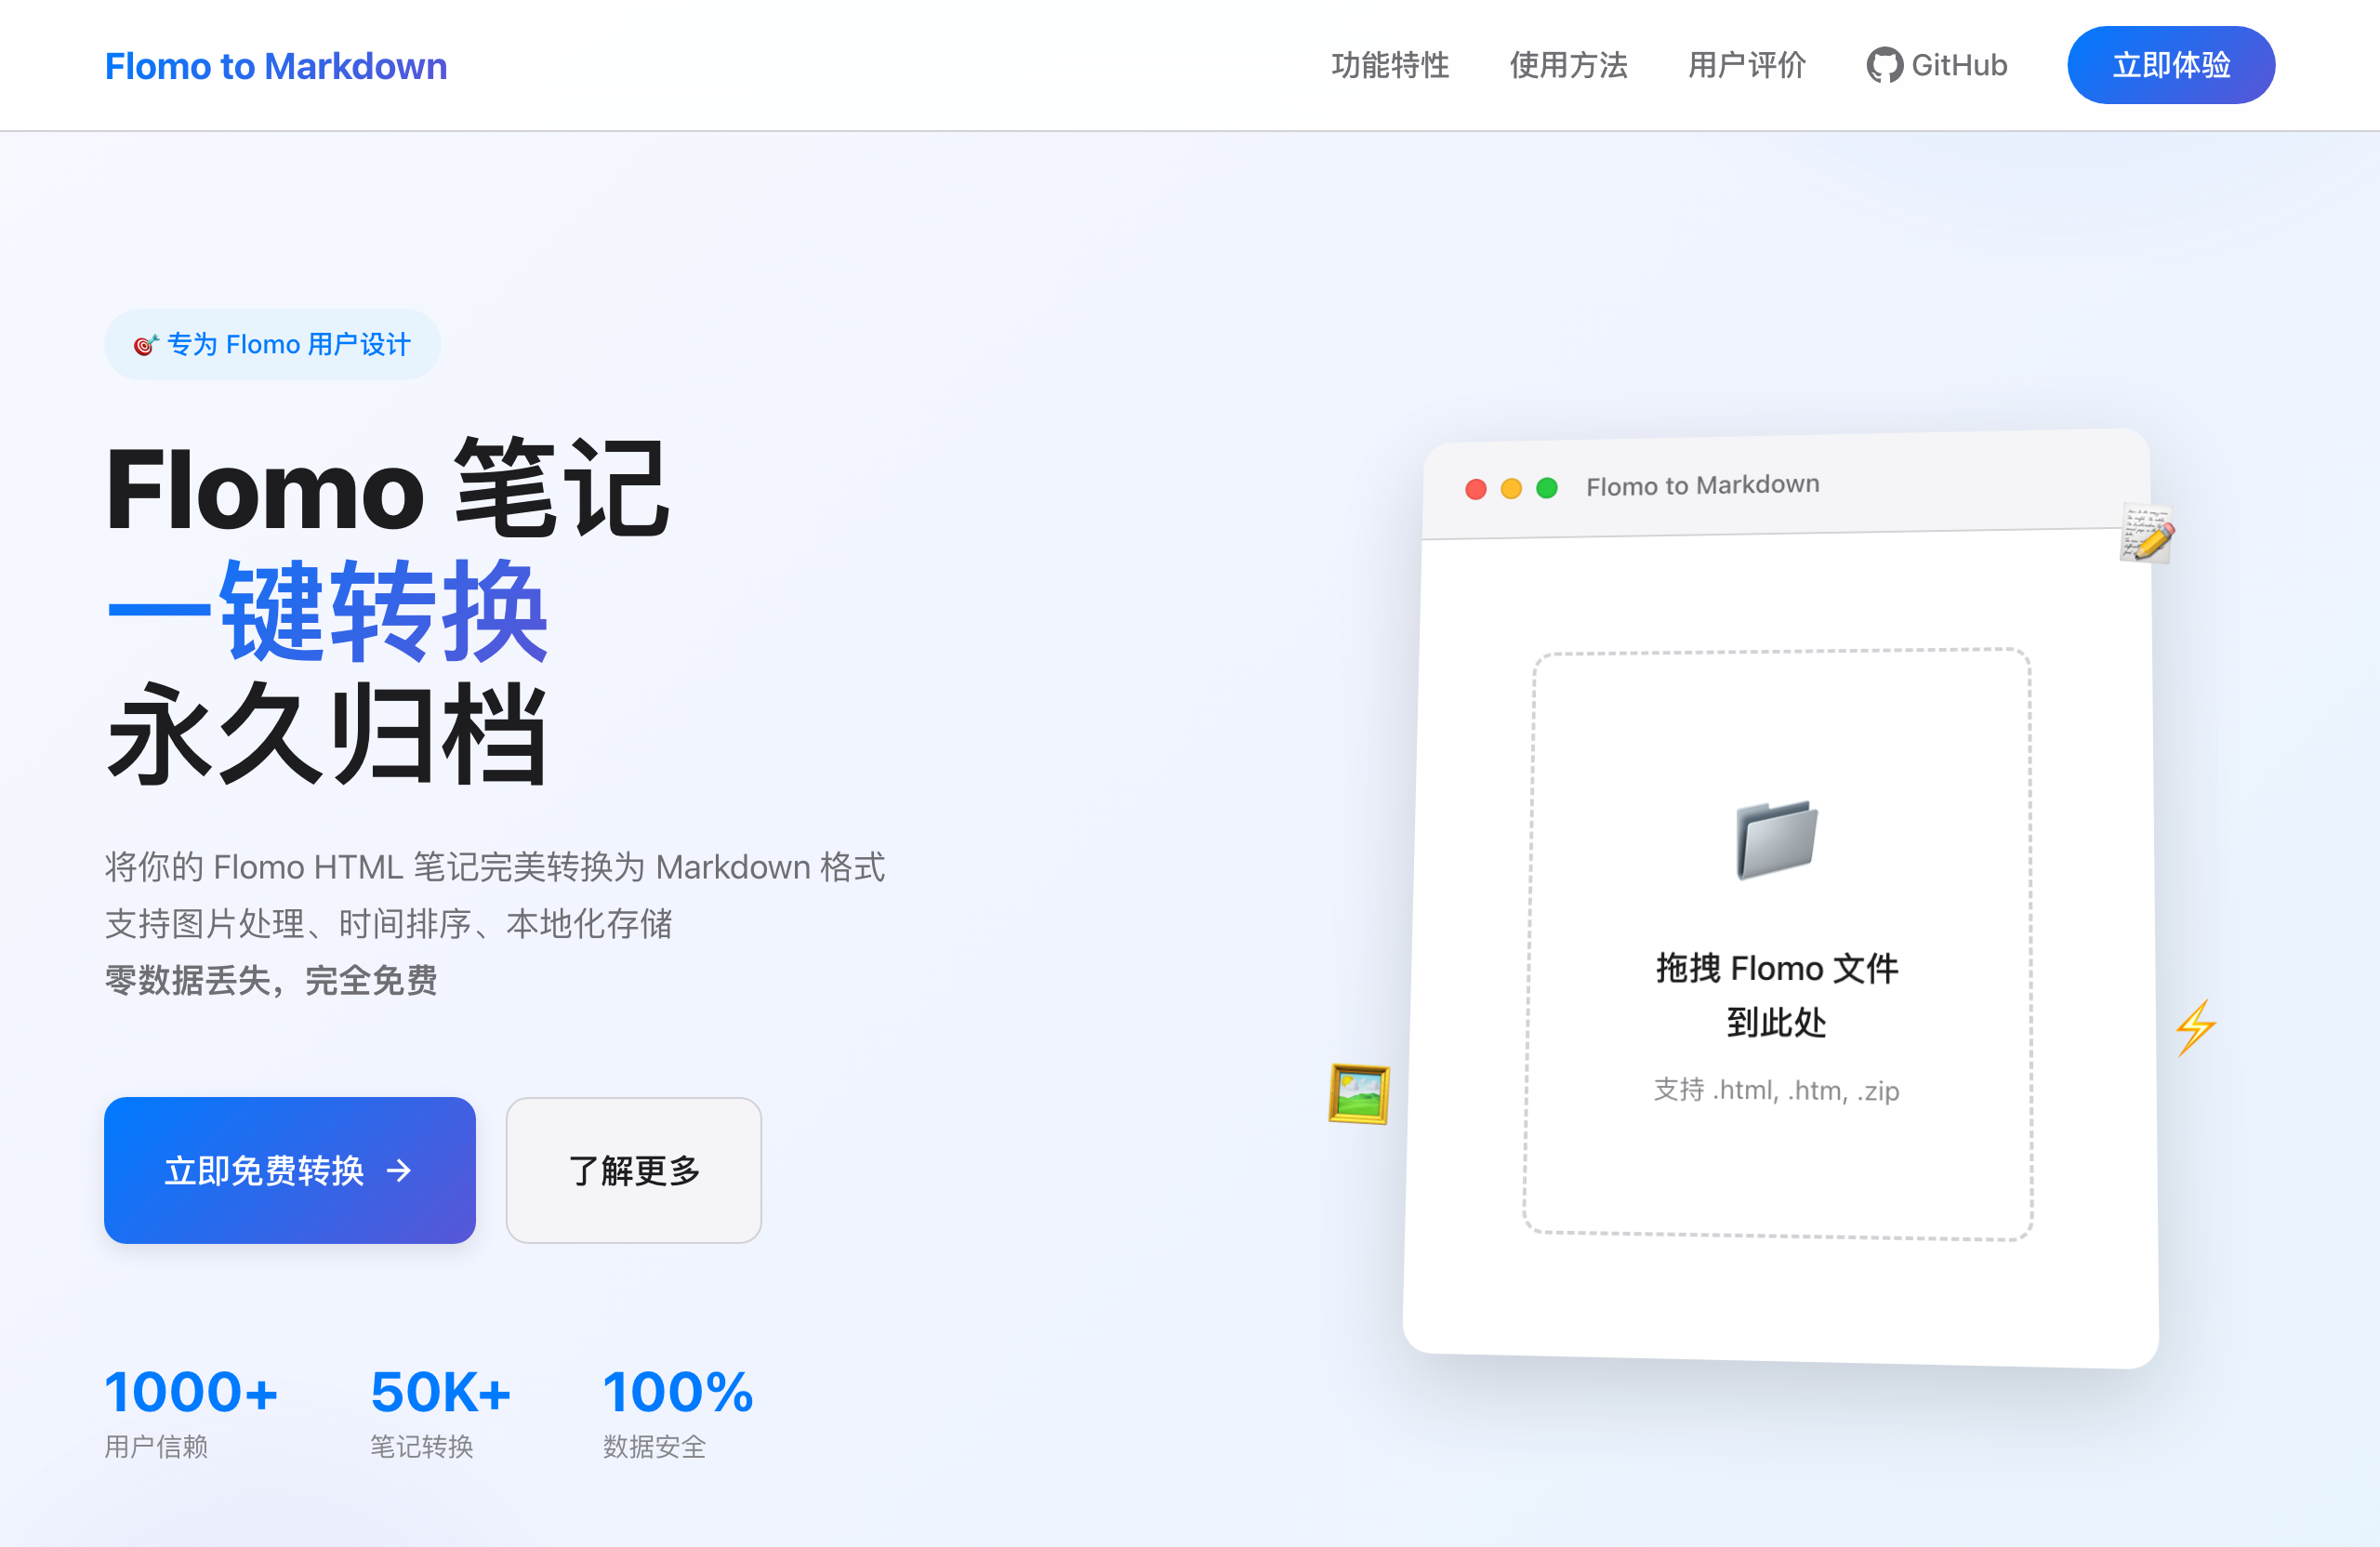 Flomo to Markdown
功能特性
使用方法
用户评价
GitHub
立即体验
🎯 专为 Flomo 用户设计
Flomo 笔记
一键转换
永久归档
将你的 Flomo HTML 笔记完美转换为 Markdown 格式
支持图片处理、时间排序、本地化存储
零数据丢失，完全免费
立即免费转换 →
了解更多
1000+
用户信赖
50K+
笔记转换
100%
数据安全
Flomo to Markdown
拖拽 Flomo 文件
到此处
支持 .html, .htm, .zip